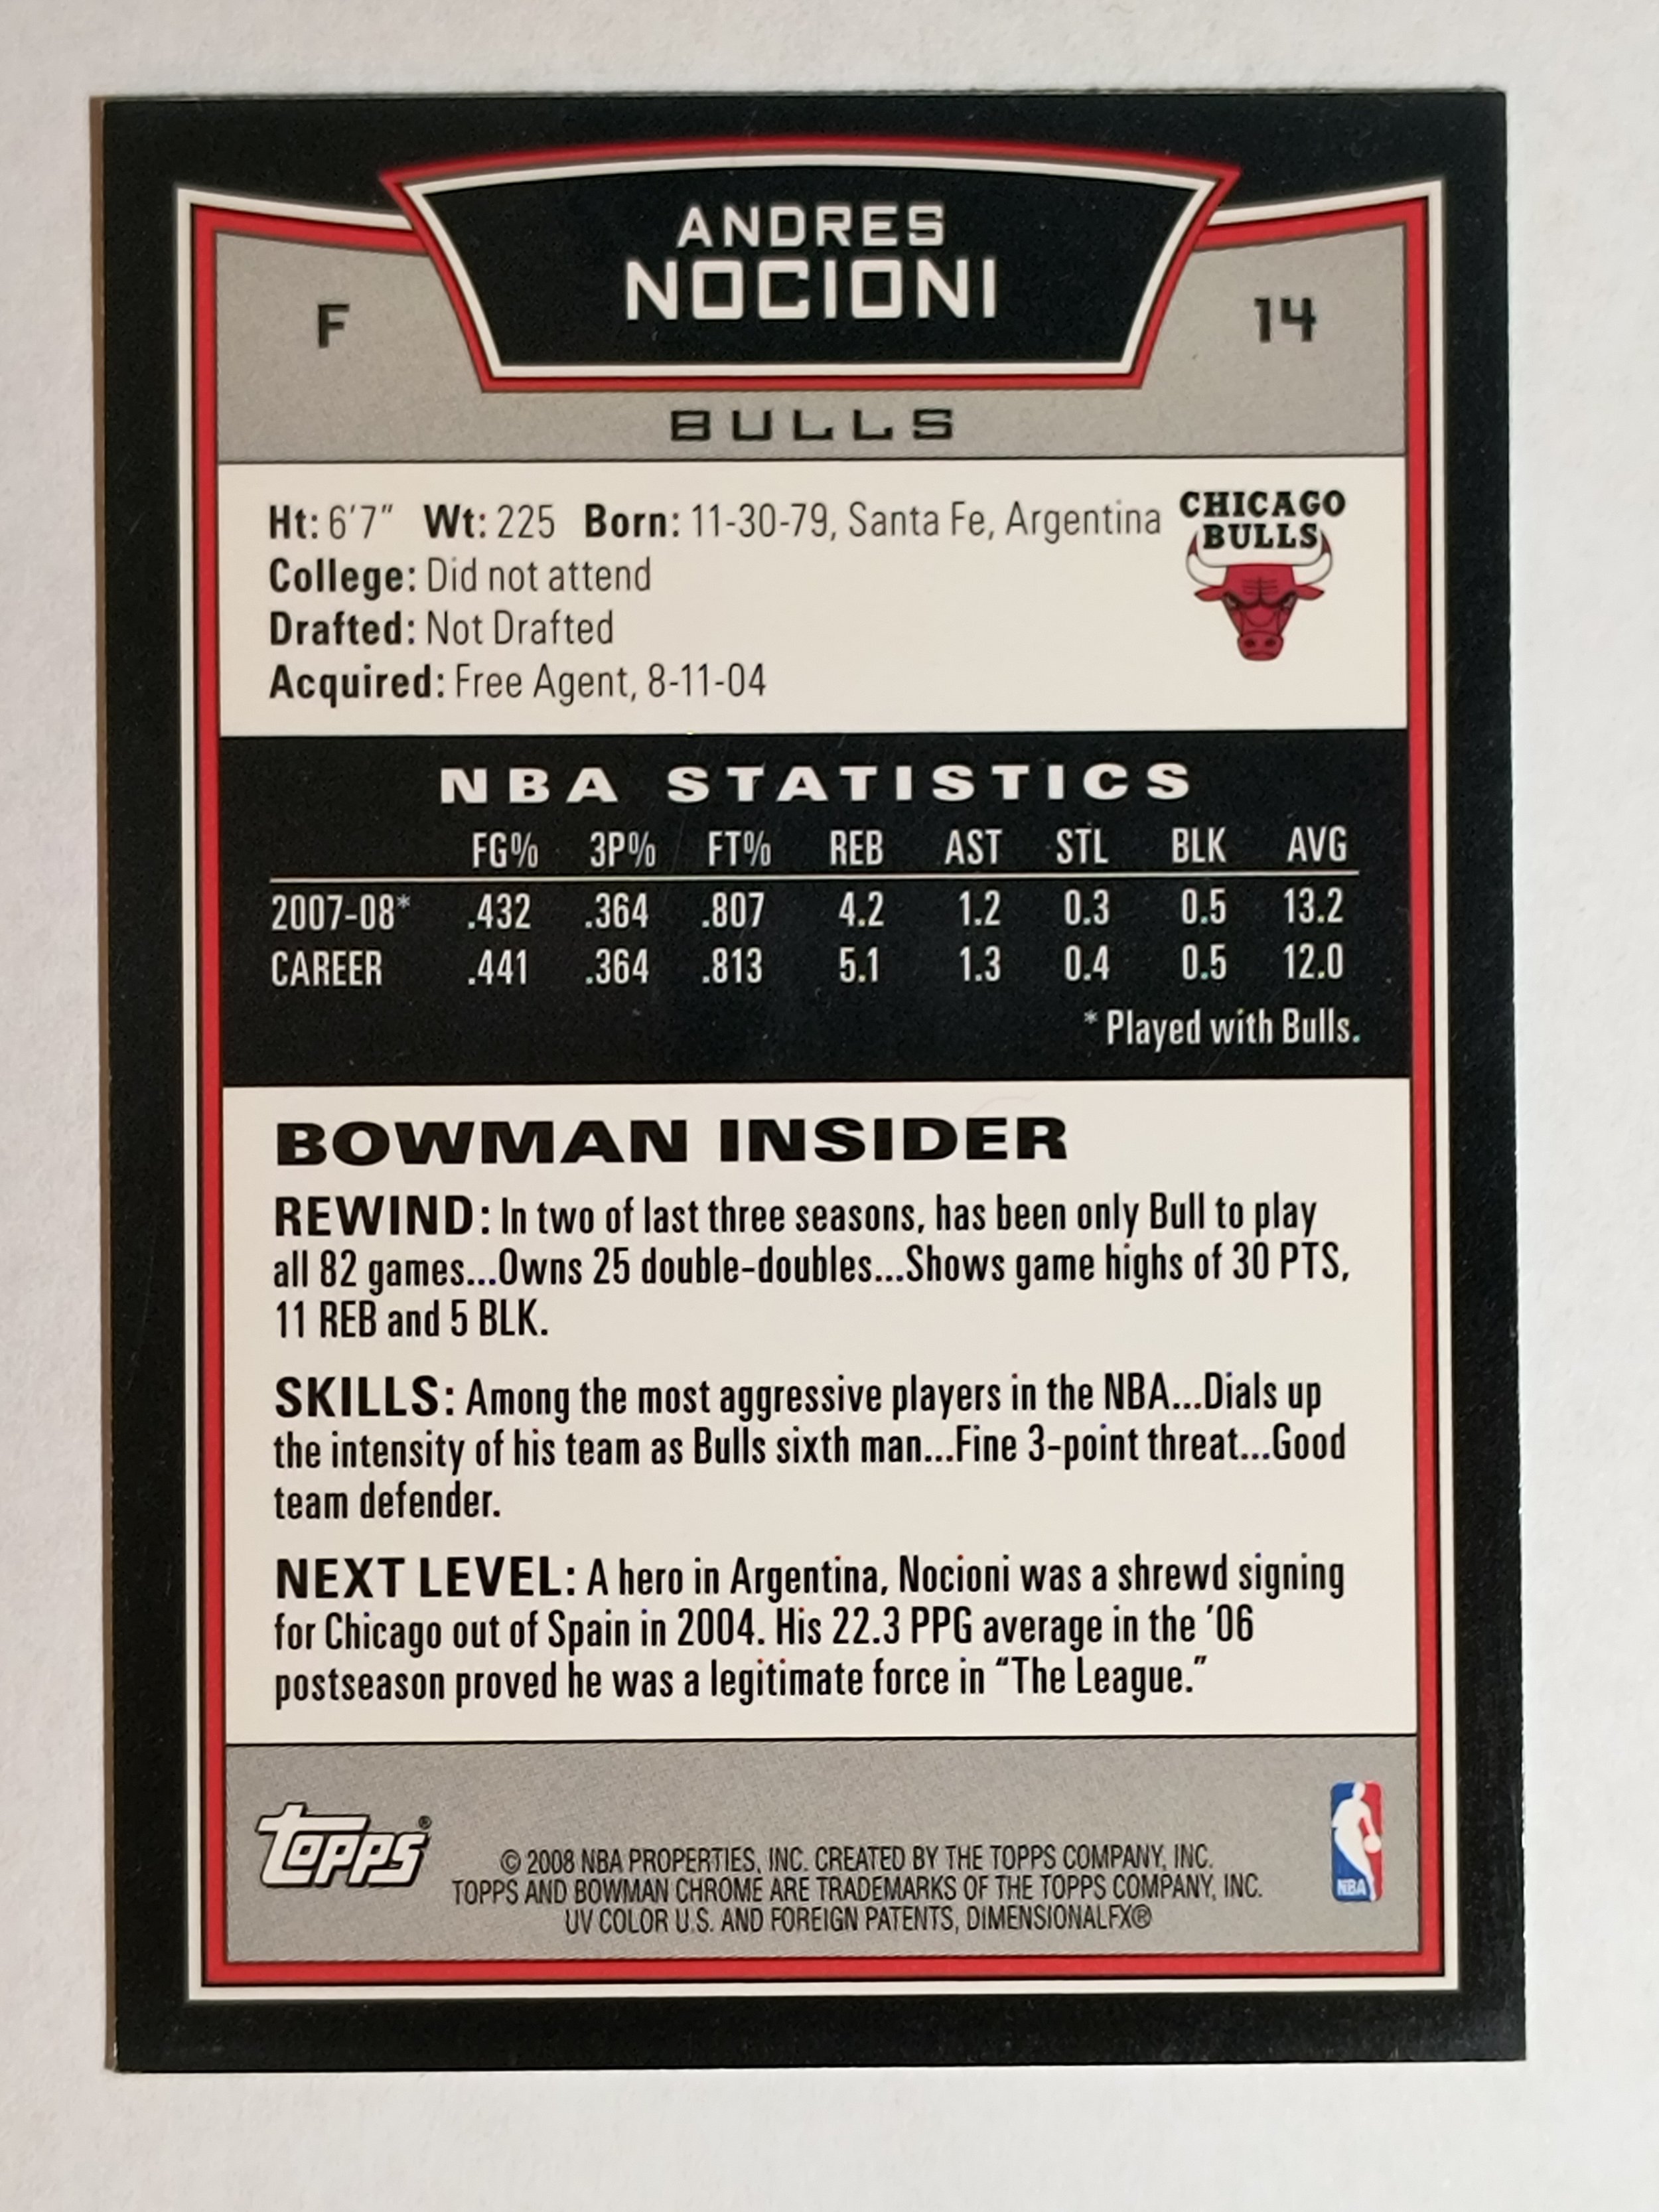 ANDRES
NOCIONI
F
14
BULLS
Ht: 6'7" Wt: 225 Born: 11-30-79, Santa Fe, Argentina
College: Did not attend
Drafted: Not Drafted
Acquired: Free Agent, 8-11-04
CHICAGO
BULLS
NBA STATISTICS
FG% 3P% FT% REB AST STL BLK AVG
2007-08* .432 .364 .807 4.2 1.2 0.3 0.5 13.2
CAREER .441 .364 .813 5.1 1.3 0.4 0.5 12.0
* Played with Bulls.
BOWMAN INSIDER
REWIND: In two of last three seasons, has been only Bull to play
all 82 games...Owns 25 double-doubles...Shows game highs of 30 PTS,
11 REB and 5 BLK.
SKILLS: Among the most aggressive players in the NBA...Dials up
the intensity of his team as Bulls sixth man...Fine 3-point threat...Good
team defender.
NEXT LEVEL: A hero in Argentina, Nocioni was a shrewd signing
for Chicago out of Spain in 2004. His 22.3 PPG average in the '06
postseason proved he was a legitimate force in "The League."
topps®
© 2008 NBA PROPERTIES, INC. CREATED BY THE TOPPS COMPANY, INC.
TOPPS AND BOWMAN CHROME ARE TRADEMARKS OF THE TOPPS COMPANY, INC.
UV COLOR U.S. AND FOREIGN PATENTS, DIMENSIONALFX®
NBA